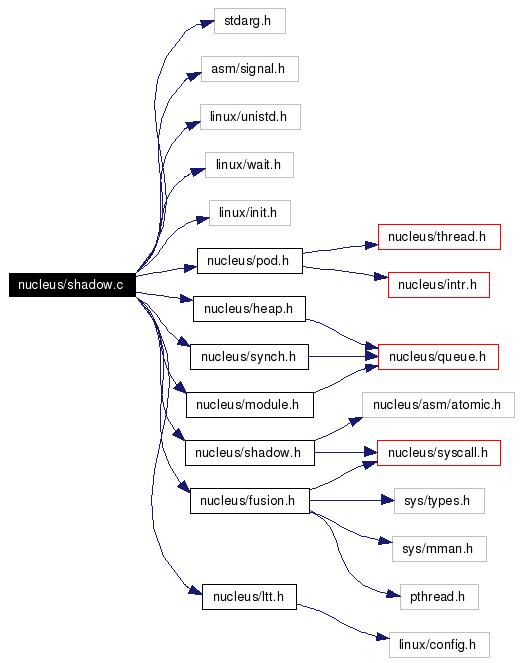 stdarg.h
asm/signal.h
linux/unistd.h
linux/wait.h
linux/init.h
nucleus/thread.h
nucleus/pod.h
nucleus/shadow.c
nucleus/intr.h
nucleus/heap.h
nucleus/synch.h
nucleus/queue.h
nucleus/module.h
nucleus/asm/atomic.h
nucleus/shadow.h
nucleus/syscall.h
nucleus/fusion.h
sys/types.h
sys/mman.h
nucleus/ltt.h
pthread.h
linux/config.h